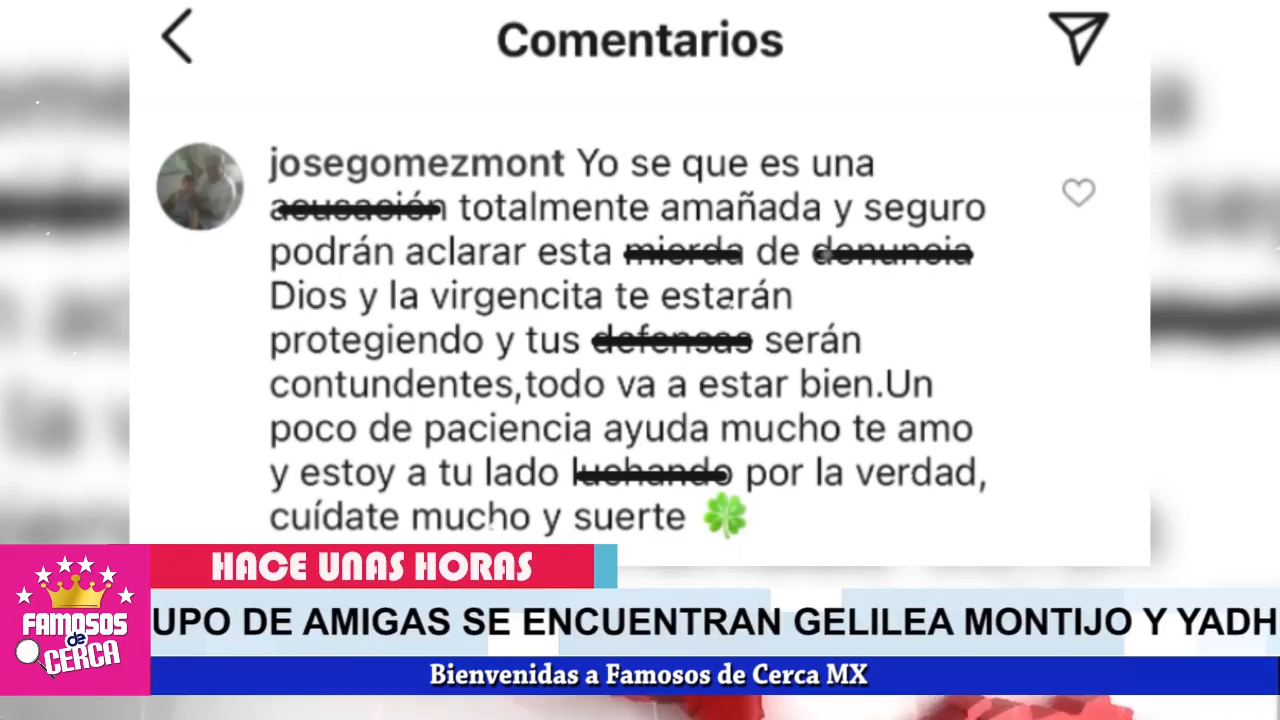 Comentarios
josegomezmont Yo se que es una
acusación totalmente amañada y seguro
podrán aclarar esta mierda de denuncia
Dios y la virgencita te estarán
protegiendo y tus defensas serán
contundentes,todo va a estar bien.Un
poco de paciencia ayuda mucho te amo
y estoy a tu lado luchando por la verdad,
cuídate mucho y suerte 🍀
HACE UNAS HORAS
UPO DE AMIGAS SE ENCUENTRAN GELILEA MONTIJO Y YADH
Bienvenidas a Famosos de Cerca MX
FAMOSOS
de
CERCA